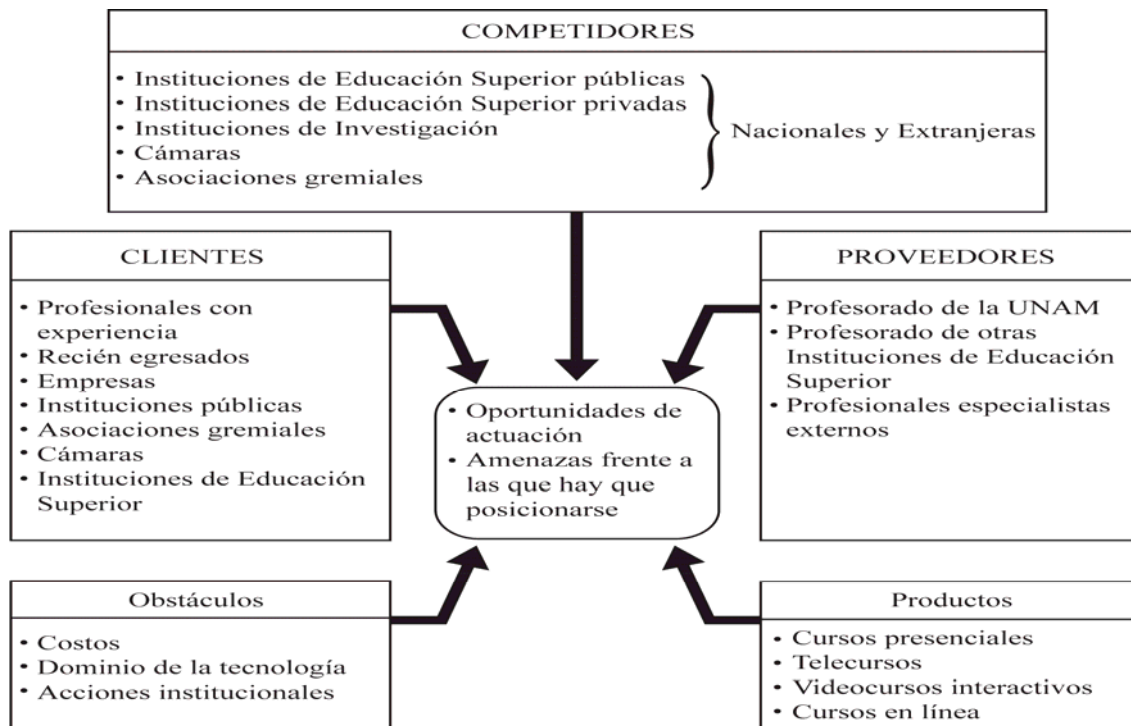 COMPETIDORES
• Instituciones de Educación Superior públicas
• Instituciones de Educación Superior privadas
• Instituciones de Investigación
• Cámaras
• Asociaciones gremiales
Nacionales y Extranjeras
CLIENTES
• Profesionales con
experiencia
• Recién egresados
• Empresas
• Instituciones públicas
• Asociaciones gremiales
• Cámaras
• Instituciones de Educación
Superior
PROVEEDORES
• Profesorado de la UNAM
• Profesorado de otras
Instituciones de Educación
Superior
• Profesionales especialistas
externos
• Oportunidades de
actuación
• Amenazas frente a
las que hay que
posicionarse
Obstáculos
• Costos
• Dominio de la tecnología
• Acciones institucionales
Productos
• Cursos presenciales
• Telecursos
• Videocursos interactivos
• Cursos en línea